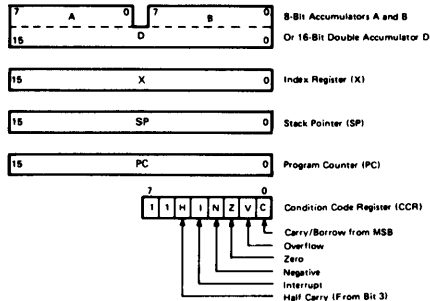 7 A 0 7 B 0 8-Bit Accumulators A and B
15 D 0 Or 16-Bit Double Accumulator D
15 X 0 Index Register (X)
15 SP 0 Stack Pointer (SP)
15 PC 0 Program Counter (PC)
7 0
1 1 H I N Z V C Condition Code Register (CCR)
Carry/Borrow from MSB
Overflow
Zero
Negative
Interrupt
Half Carry (From Bit 3)